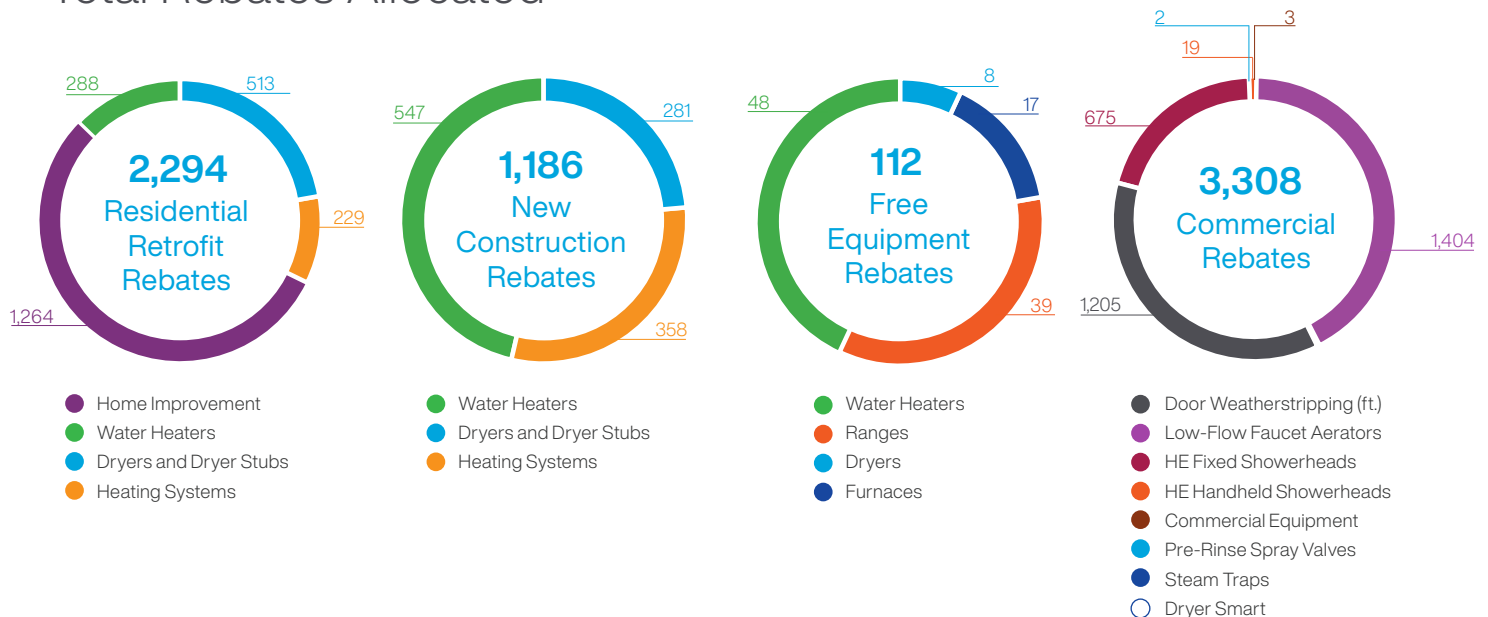 Total Rebates Allocated
288
513
2,294
Residential
Retrofit
Rebates
229
1,264
Home Improvement
Water Heaters
Dryers and Dryer Stubs
Heating Systems
547
281
1,186
New
Construction
Rebates
358
Water Heaters
Dryers and Dryer Stubs
Heating Systems
48
8
17
112
Free
Equipment
Rebates
39
Water Heaters
Ranges
Dryers
Furnaces
2
3
19
675
3,308
Commercial
Rebates
1,404
1,205
Door Weatherstripping (ft.)
Low-Flow Faucet Aerators
HE Fixed Showerheads
HE Handheld Showerheads
Commercial Equipment
Pre-Rinse Spray Valves
Steam Traps
Dryer Smart